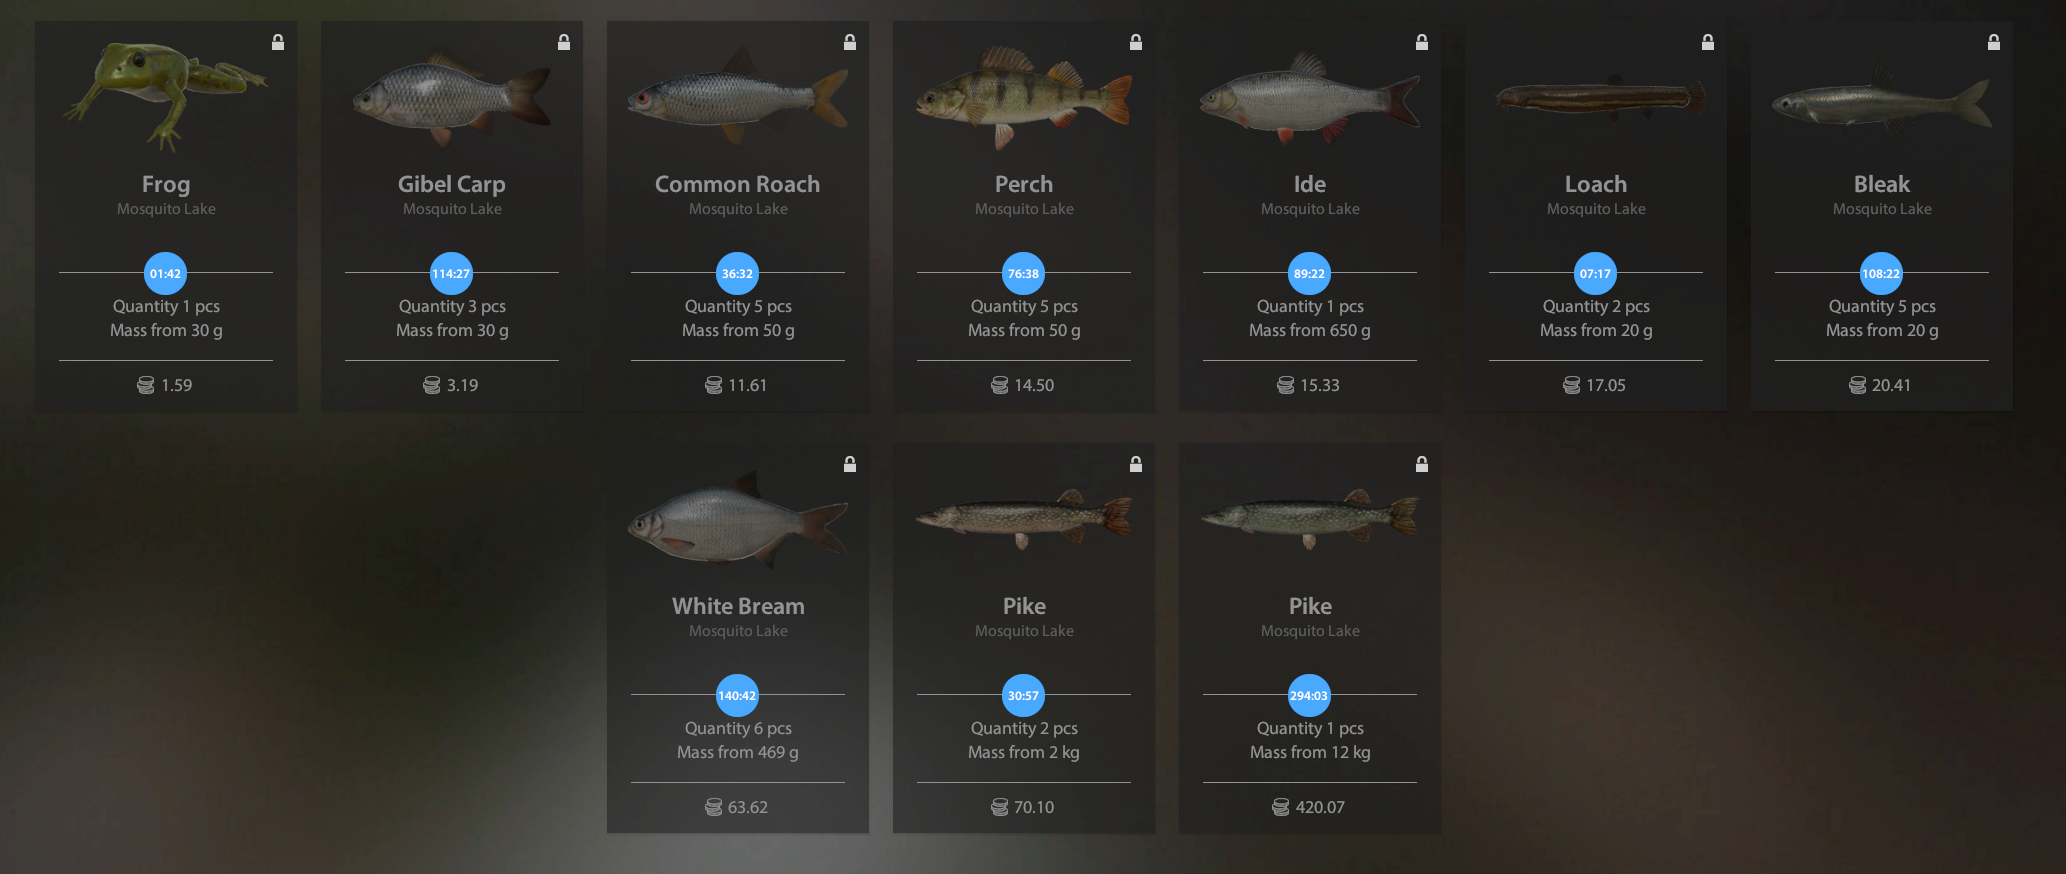 Frog
Mosquito Lake
01:42
Quantity 1 pcs
Mass from 30 g
1.59
Gibel Carp
Mosquito Lake
114:27
Quantity 3 pcs
Mass from 30 g
3.19
Common Roach
Mosquito Lake
36:32
Quantity 5 pcs
Mass from 50 g
11.61
Perch
Mosquito Lake
76:38
Quantity 5 pcs
Mass from 50 g
14.50
Ide
Mosquito Lake
89:22
Quantity 1 pcs
Mass from 650 g
15.33
Loach
Mosquito Lake
07:17
Quantity 2 pcs
Mass from 20 g
17.05
Bleak
Mosquito Lake
108:22
Quantity 5 pcs
Mass from 20 g
20.41
White Bream
Mosquito Lake
140:42
Quantity 6 pcs
Mass from 469 g
63.62
Pike
Mosquito Lake
30:57
Quantity 2 pcs
Mass from 2 kg
70.10
Pike
Mosquito Lake
294:03
Quantity 1 pcs
Mass from 12 kg
420.07